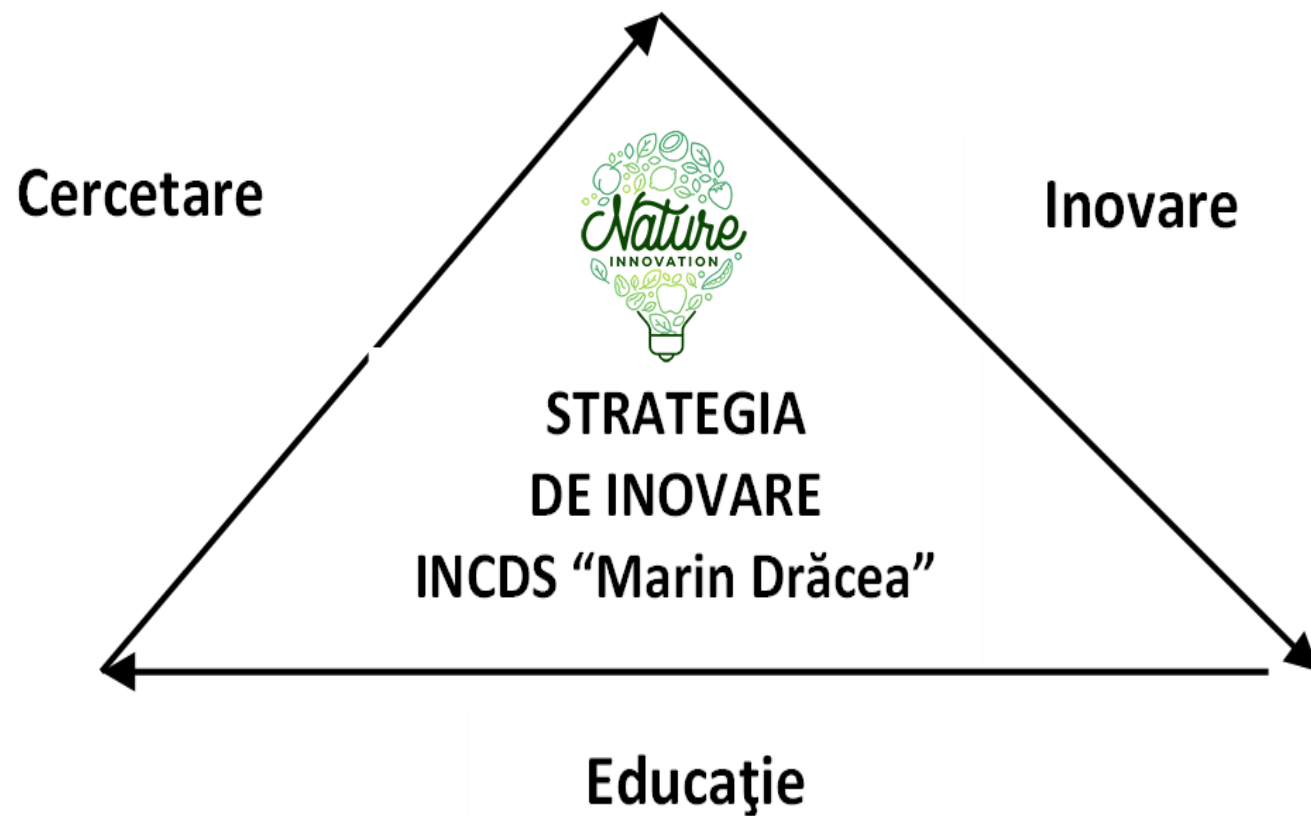 Cercetare
Inovare
Nature
INNOVATION
STRATEGIA
DE INOVARE
INCDS “Marin Drăcea”
Educaţie